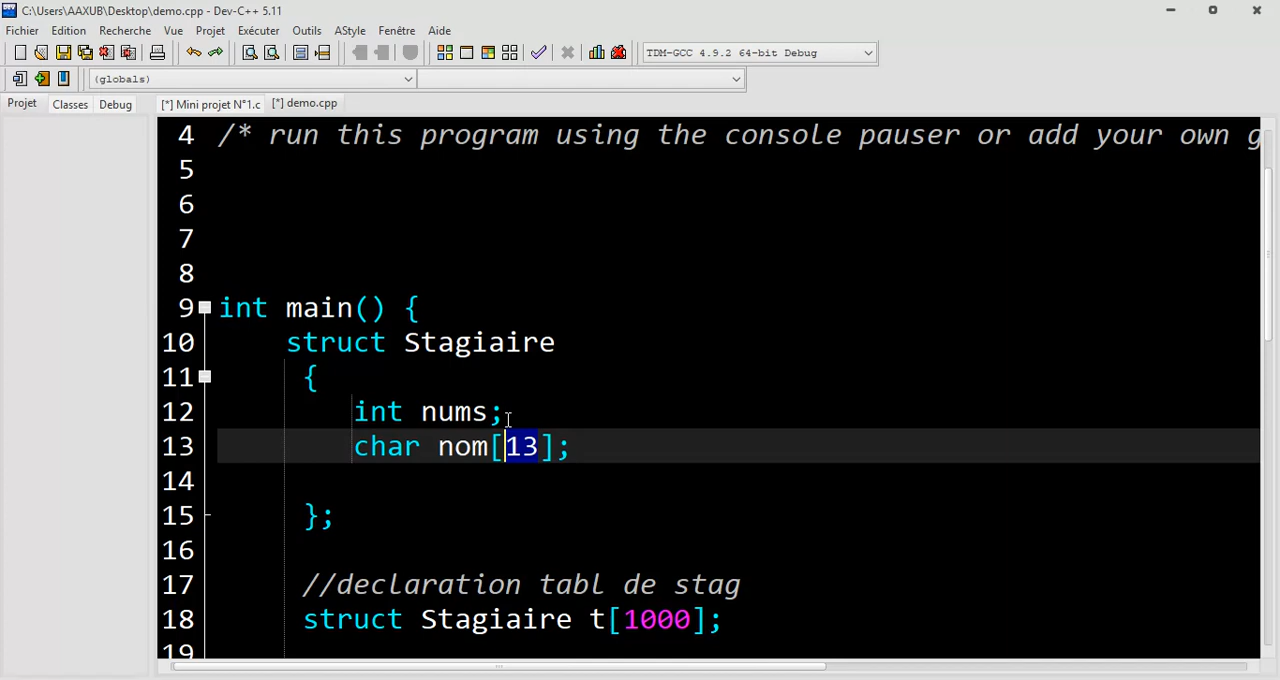 C:\Users\AAXUB\Desktop\demo.cpp - Dev-C++ 5.11
Fichier Edition Recherche Vue Projet Exécuter Outils AStyle Fenêtre Aide
TDM-GCC 4.9.2 64-bit Debug
(globals)
Projet Classes Debug [*] Mini projet N°1.c [*] demo.cpp
4 /* run this program using the console pauser or add your own g
5
6
7
8
9 int main() {
10 struct Stagiaire
11 {
12 int nums;
13 char nom[13];
14
15 };
16
17 //declaration tabl de stag
18 struct Stagiaire t[1000];
19